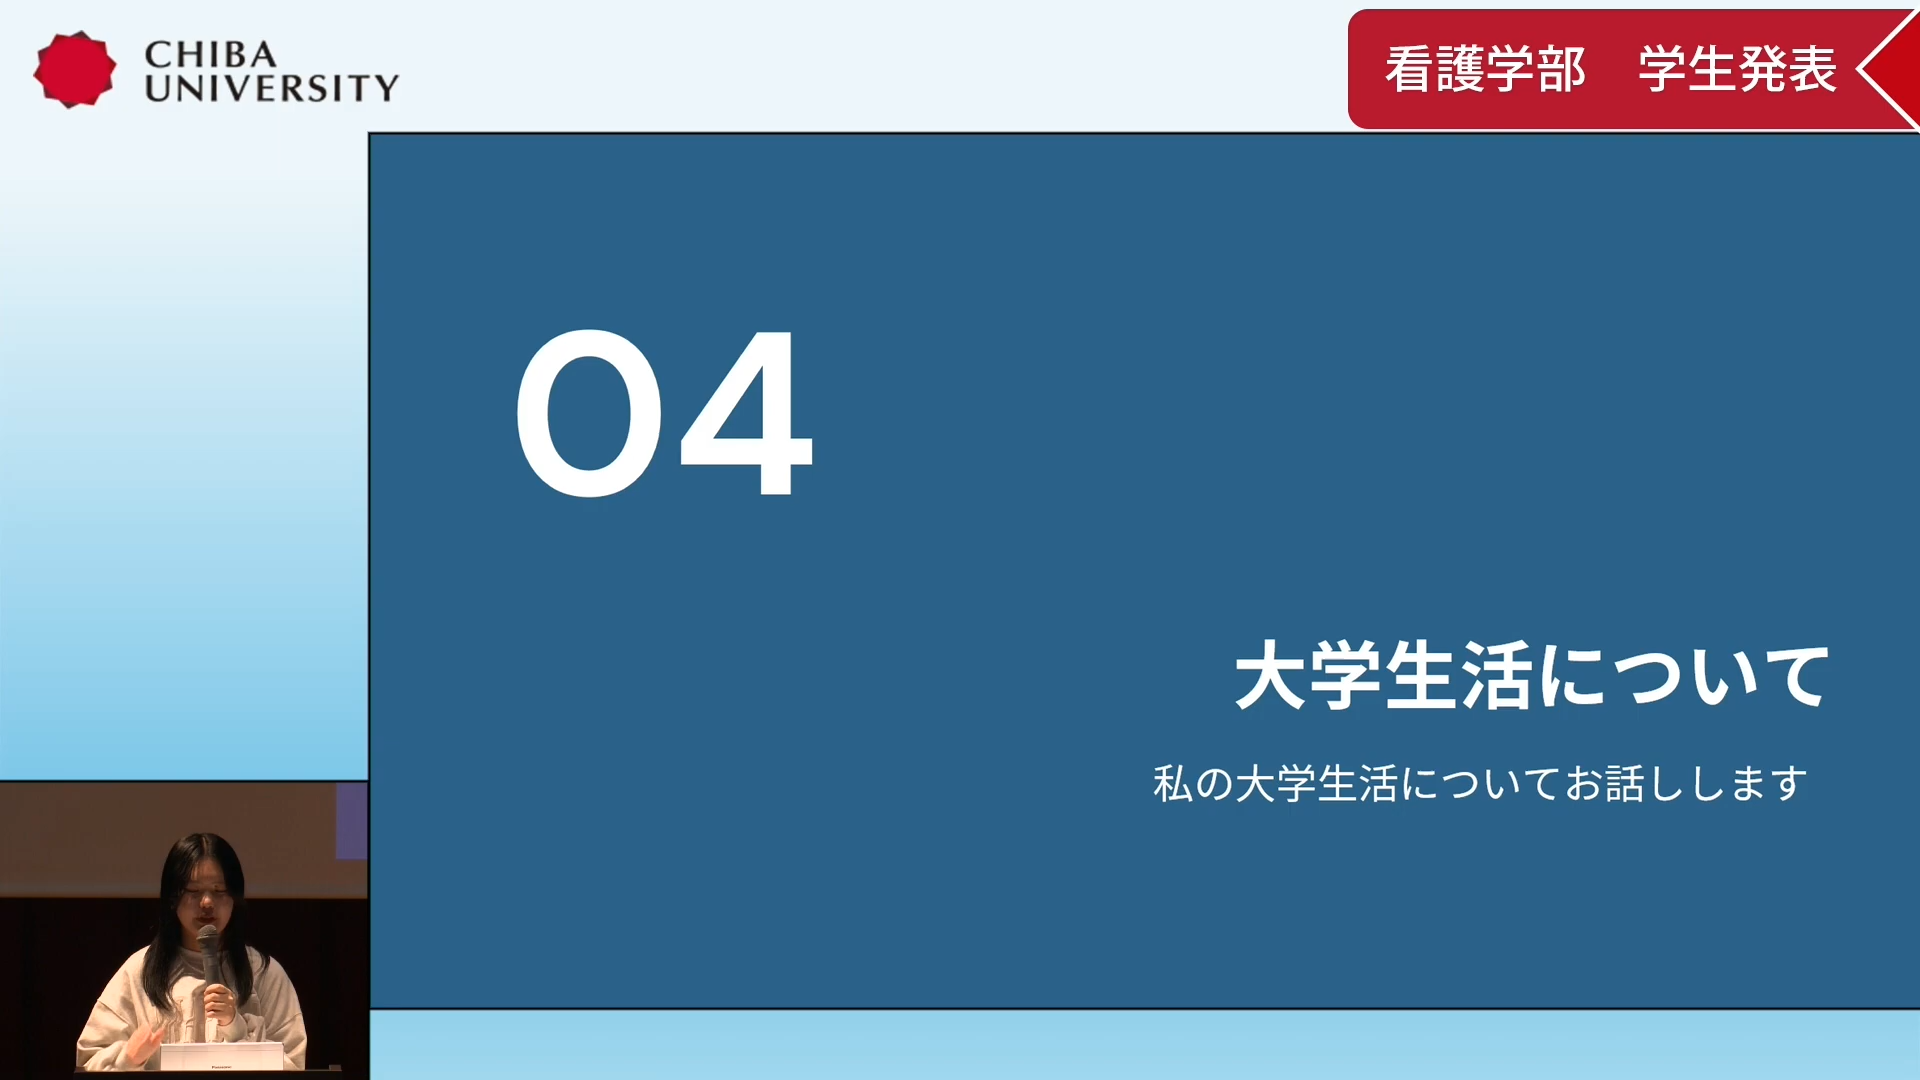 CHIBA
UNIVERSITY
看護学部　学生発表
04
大学生活について
私の大学生活についてお話しします